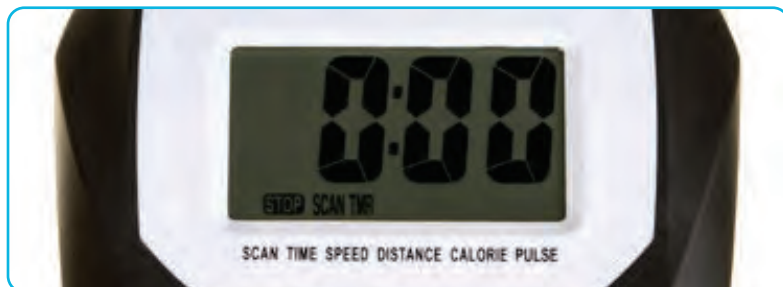 0:00
STOP SCAN TMR
SCAN TIME SPEED DISTANCE CALORIE PULSE